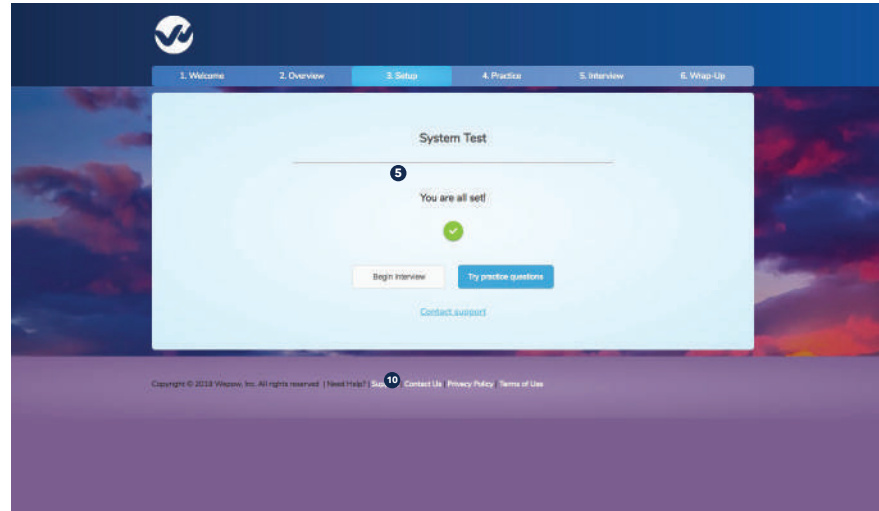 1. Welcome 2. Overview 3. Setup 4. Practice 5. Interview 6. Wrap-Up
System Test
5
You are all set!
Begin Interview Try practice questions
Contact support
Copyright © 2018 Wepow, Inc. All rights reserved. | Need Help? | 10 Contact Us | Privacy Policy | Terms of Use